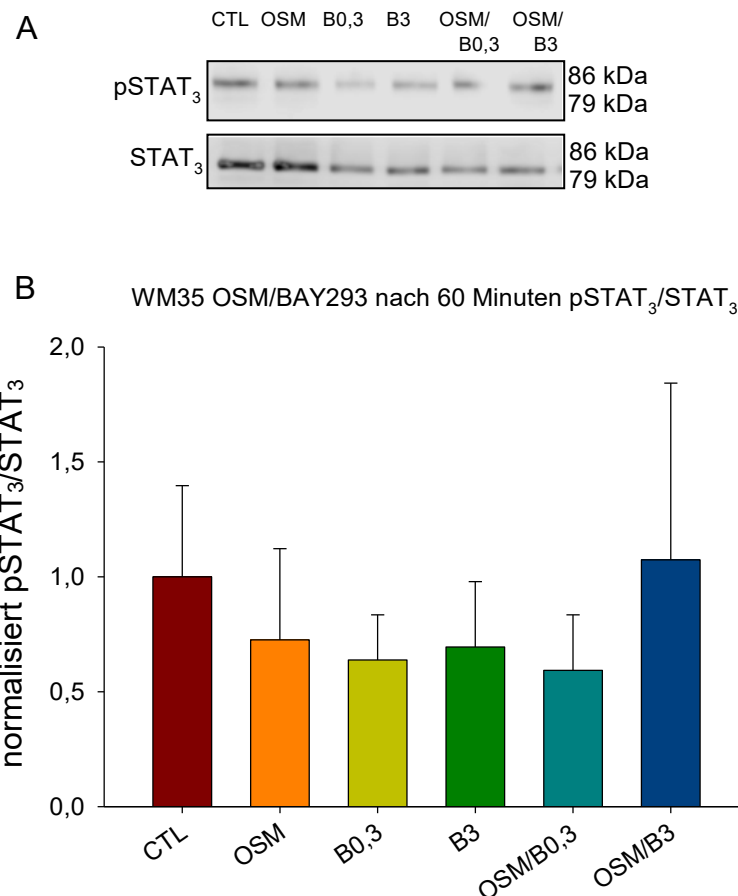 A
CTL OSM B0,3 B3 OSM/B0,3 OSM/B3
pSTAT₃
86 kDa
79 kDa
STAT₃
86 kDa
79 kDa
B
WM35 OSM/BAY293 nach 60 Minuten pSTAT₃/STAT₃
normalisiert pSTAT₃/STAT₃
2,0
1,5
1,0
0,5
0,0
CTL
OSM
B0,3
B3
OSM/B0,3
OSM/B3